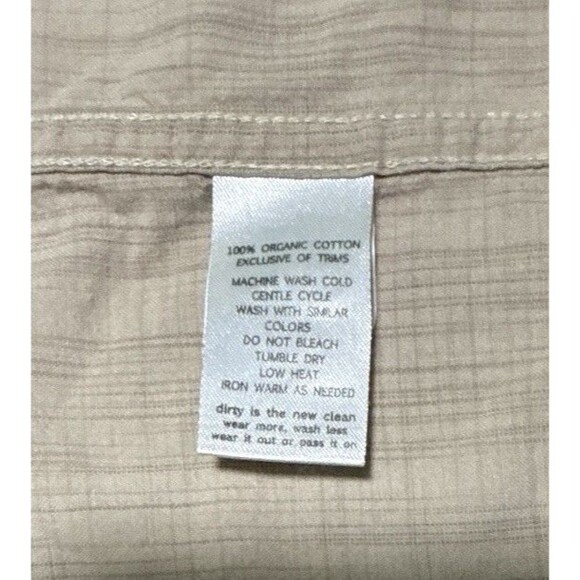 100% ORGANIC COTTON
EXCLUSIVE OF TRIMS
MACHINE WASH COLD
GENTLE CYCLE
WASH WITH SIMILAR
COLORS
DO NOT BLEACH
TUMBLE DRY
LOW HEAT
IRON WARM AS NEEDED
dirty is the new clean
wear more, wash less
wear it out or pass it on